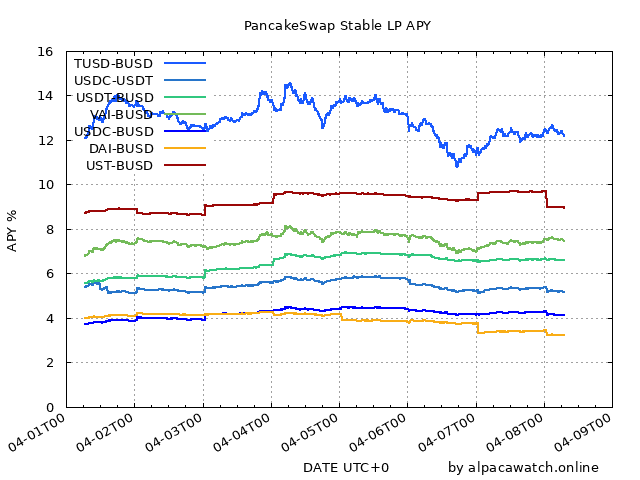 PancakeSwap Stable LP APY
16
14
12
10
8
6
4
2
0
APY %
TUSD-BUSD
USDC-USDT
USDT-BUSD
VAI-BUSD
USDC-BUSD
DAI-BUSD
UST-BUSD
04-01T00
04-02T00
04-03T00
04-04T00
04-05T00
04-06T00
04-07T00
04-08T00
04-09T00
DATE UTC+0
by alpacawatch.online